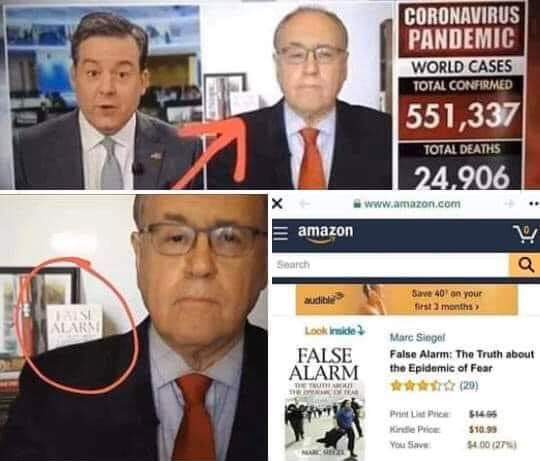 CORONAVIRUS
PANDEMIC
WORLD CASES
TOTAL CONFIRMED
551,337
TOTAL DEATHS
24,906
FALSE
ALARM
www.amazon.com
amazon
Search
audible
Save 40% on your
first 3 months >
Look inside
FALSE
ALARM
THE TRUTH ABOUT
THE EPIDEMIC OF FEAR
MARC SIEGEL
Marc Siegel
False Alarm: The Truth about
the Epidemic of Fear
(29)
Print List Price: $14.95
Kindle Price: $10.99
You Save: $4.00 (27%)